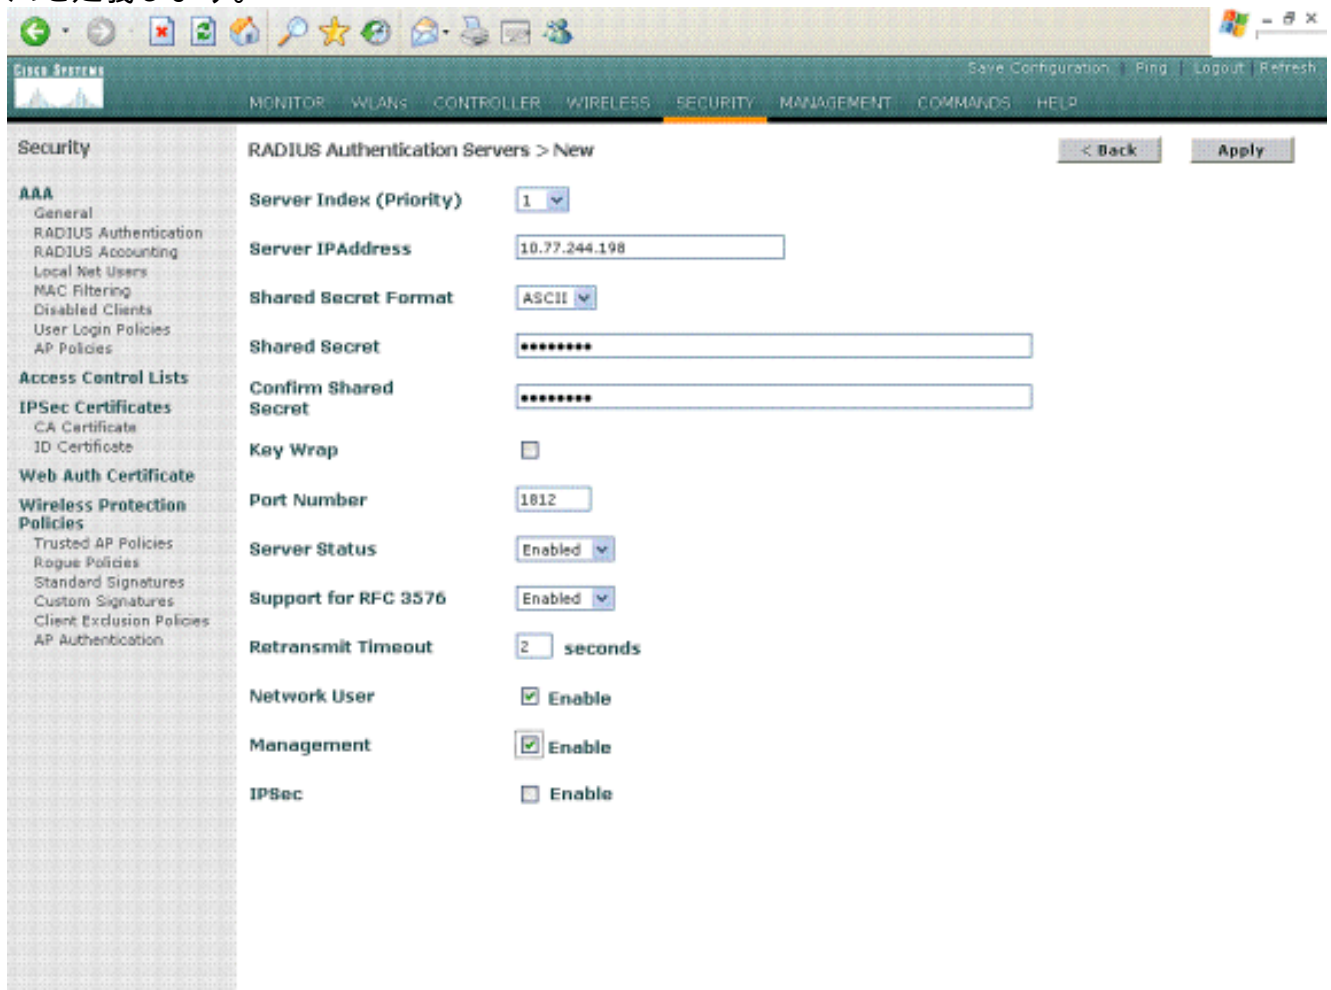 Save Configuration | Ping | Logout | Refresh
CISCO SYSTEMS
MONITOR WLANs CONTROLLER WIRELESS SECURITY MANAGEMENT COMMANDS HELP
Security
AAA
General
RADIUS Authentication
RADIUS Accounting
Local Net Users
MAC Filtering
Disabled Clients
User Login Policies
AP Policies
Access Control Lists
IPSec Certificates
CA Certificate
ID Certificate
Web Auth Certificate
Wireless Protection
Policies
Trusted AP Policies
Rogue Policies
Standard Signatures
Custom Signatures
Client Exclusion Policies
AP Authentication
RADIUS Authentication Servers > New
< Back Apply
Server Index (Priority) 1
Server IPAddress 10.77.244.198
Shared Secret Format ASCII
Shared Secret ••••••••
Confirm Shared
Secret ••••••••
Key Wrap
Port Number 1812
Server Status Enabled
Support for RFC 3576 Enabled
Retransmit Timeout 2 seconds
Network User Enable
Management Enable
IPSec Enable